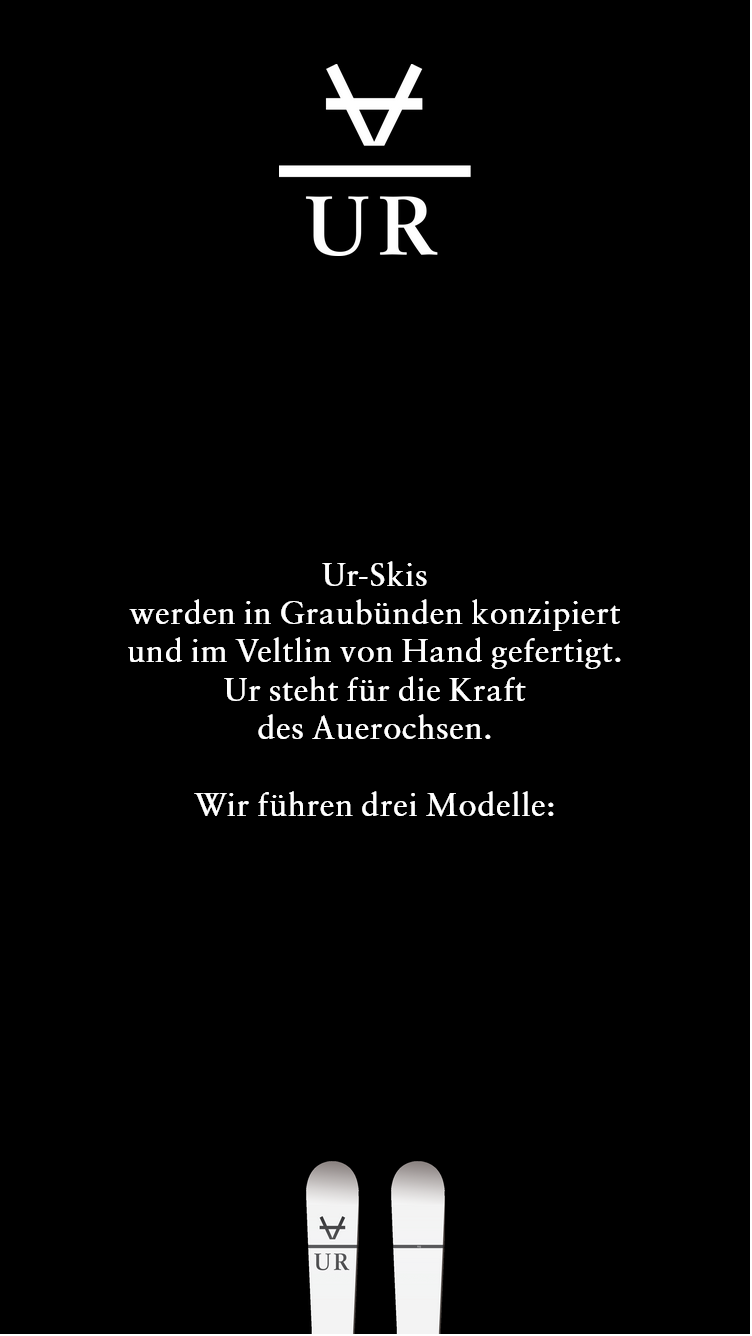 UR
Ur-Skis
werden in Graubünden konzipiert
und im Veltlin von Hand gefertigt.
Ur steht für die Kraft
des Auerochsen.
Wir führen drei Modelle:
UR